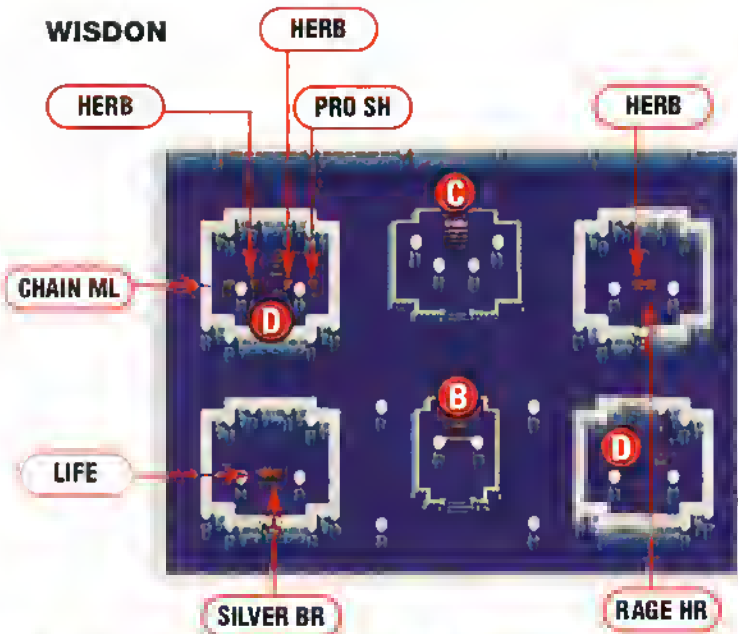 WISDON
HERB
HERB
PRO SH
HERB
C
CHAIN ML
D
B
D
LIFE
SILVER BR
RAGE HR